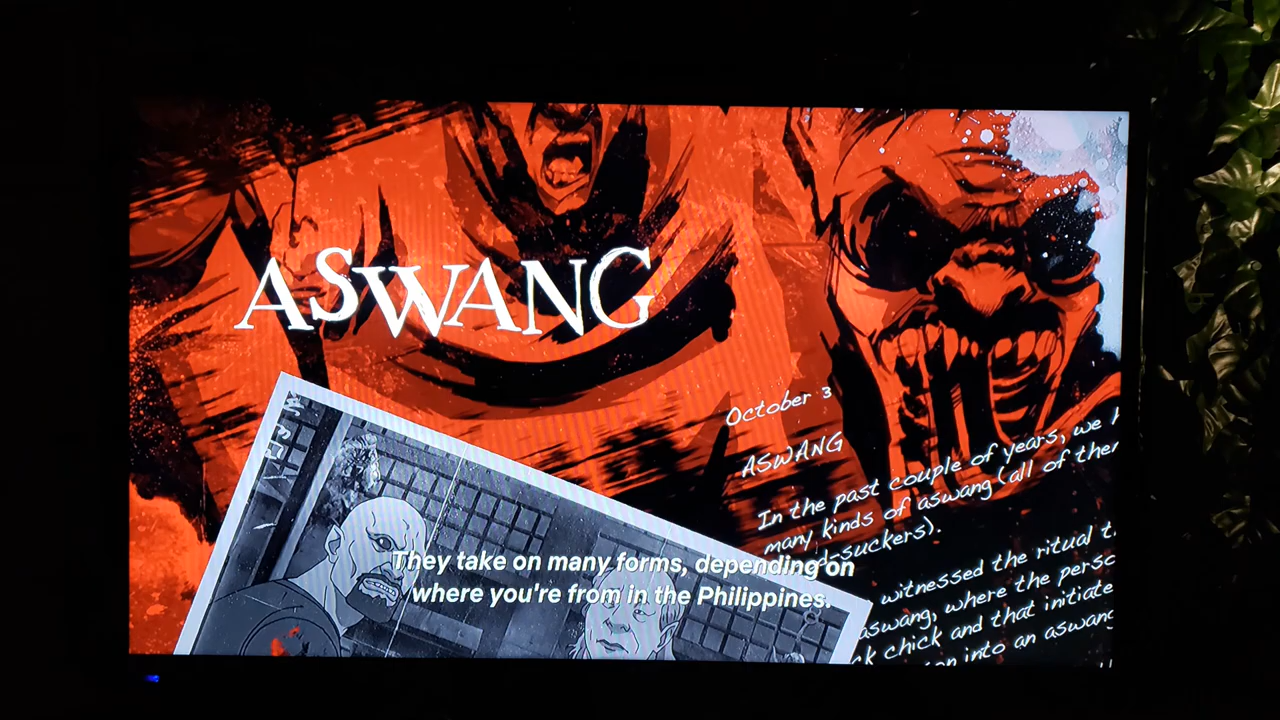 ASWANG
October 3
ASWANG
In the past couple of years, we
many kinds of aswang (all of
-suckers).
witnessed the ritual
aswang, where the
chick and that initiate
into an aswang
They take on many forms, depending on
where you're from in the Philippines.